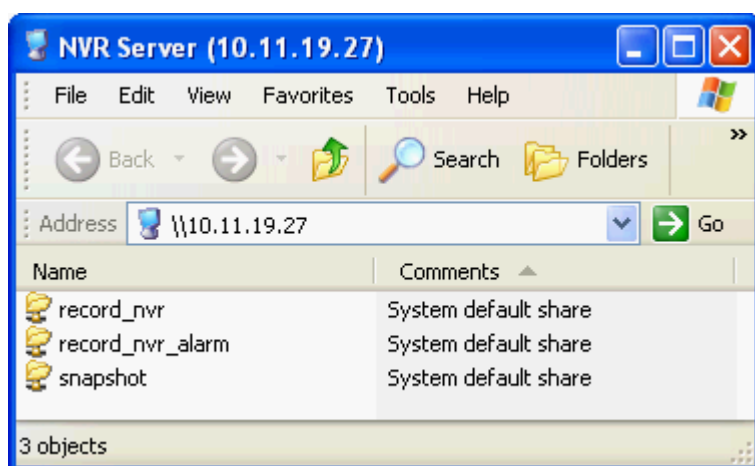 NVR Server (10.11.19.27)
File Edit View Favorites Tools Help
Back Search Folders »
Address \\10.11.19.27 Go
Name Comments
record_nvr System default share
record_nvr_alarm System default share
snapshot System default share
3 objects